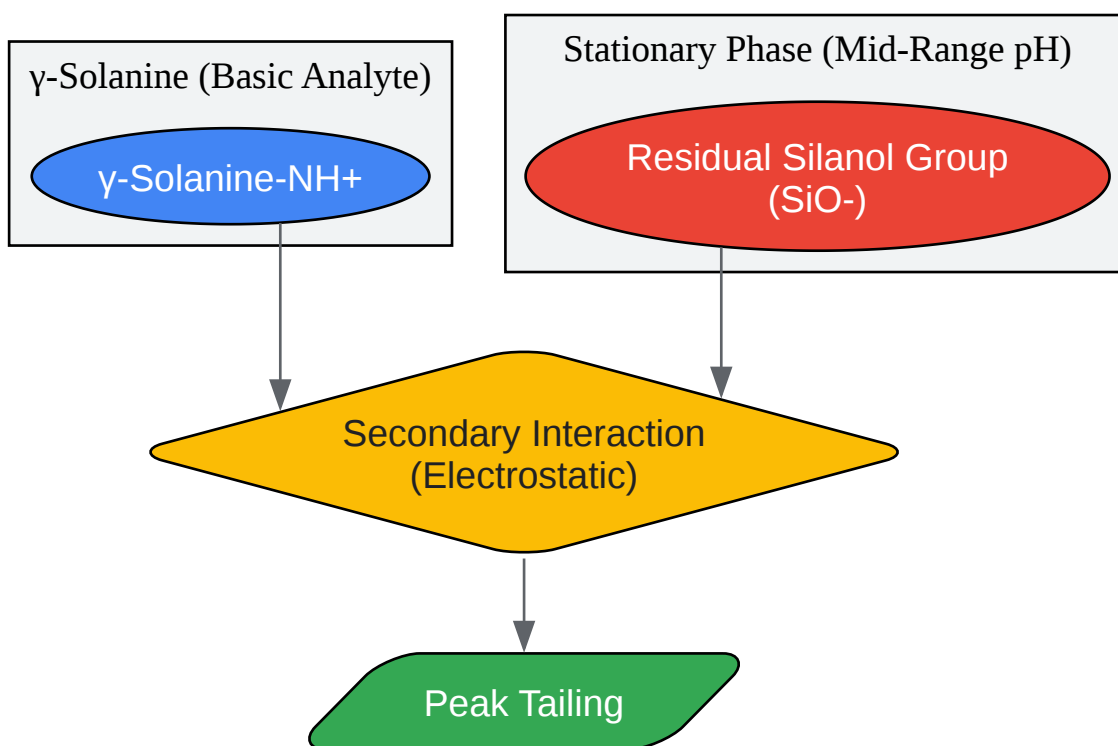 γ-Solanine (Basic Analyte)
γ-Solanine-NH+
Stationary Phase (Mid-Range pH)
Residual Silanol Group
(SiO-)
Secondary Interaction
(Electrostatic)
Peak Tailing